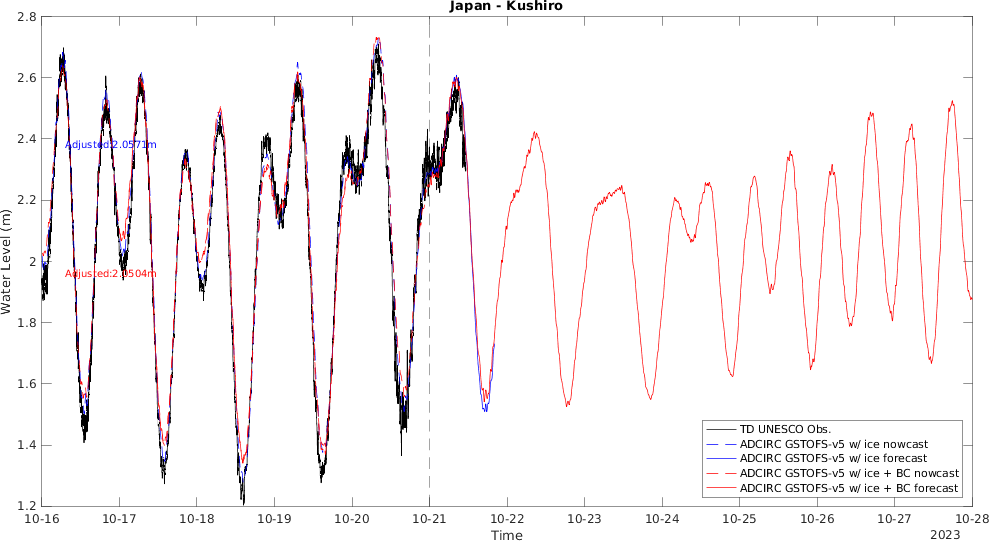 Japan - Kushiro
2.8
2.6
2.4
2.2
2
1.8
1.6
1.4
1.2
Water Level (m)
Adjusted:2.0571m
Adjusted:2.0504m
TD UNESCO Obs.
ADCIRC GSTOFS-v5 w/ ice nowcast
ADCIRC GSTOFS-v5 w/ ice forecast
ADCIRC GSTOFS-v5 w/ ice + BC nowcast
ADCIRC GSTOFS-v5 w/ ice + BC forecast
10-16 10-17 10-18 10-19 10-20 10-21 10-22 10-23 10-24 10-25 10-26 10-27 10-28
Time
2023